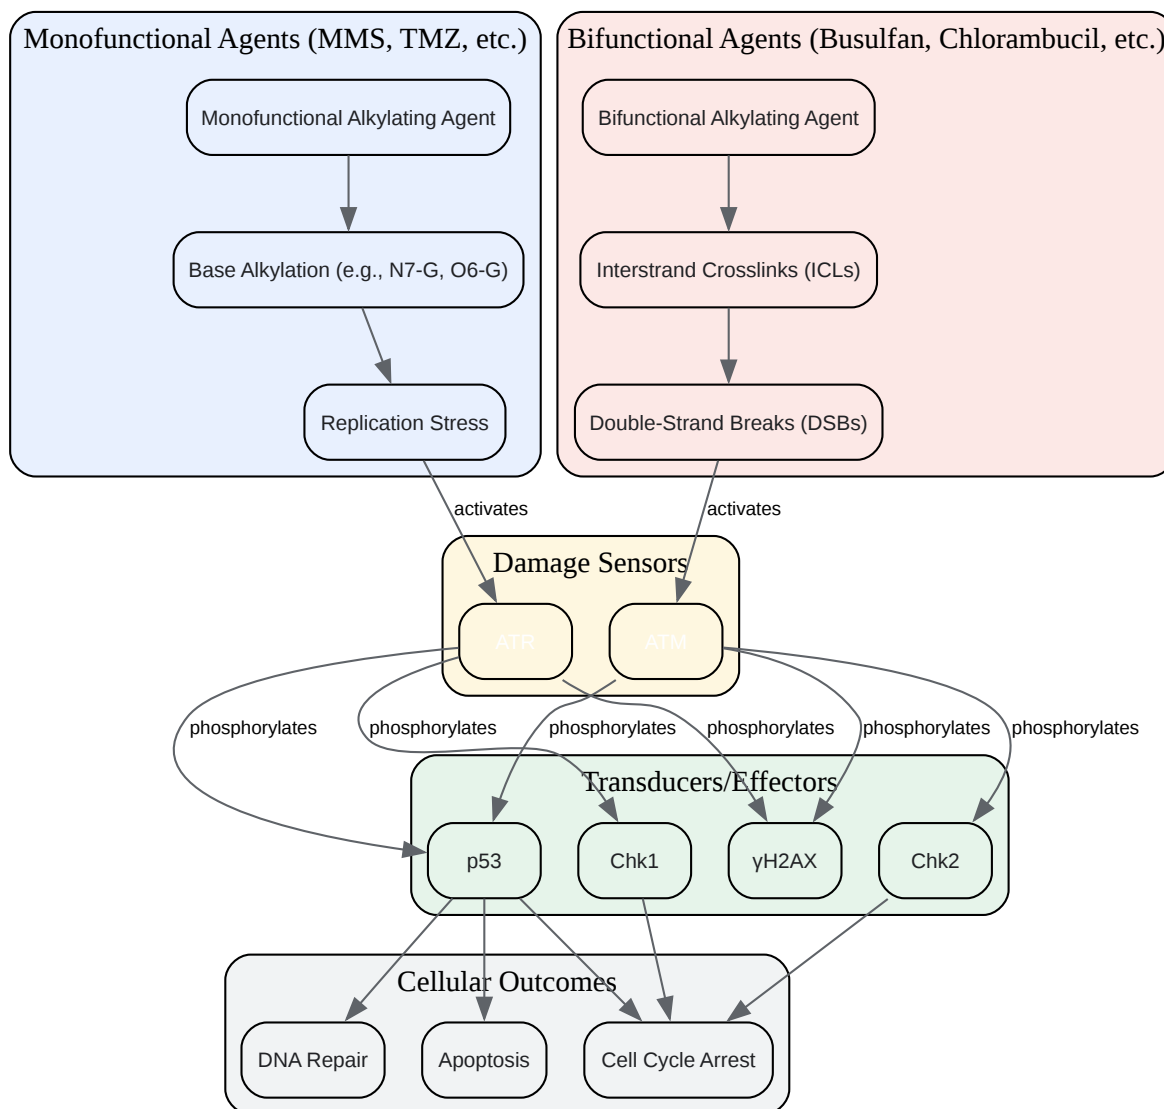 Monofunctional Agents (MMS, TMZ, etc.)
Bifunctional Agents (Busulfan, Chlorambucil, etc.)
Monofunctional Alkylating Agent
Bifunctional Alkylating Agent
Base Alkylation (e.g., N7-G, O6-G)
Interstrand Crosslinks (ICLs)
Replication Stress
Double-Strand Breaks (DSBs)
activates
activates
Damage Sensors
ATR
ATM
phosphorylates
phosphorylates
phosphorylates
phosphorylates
phosphorylates
phosphorylates
Transducers/Effectors
p53
Chk1
γH2AX
Chk2
Cellular Outcomes
DNA Repair
Apoptosis
Cell Cycle Arrest